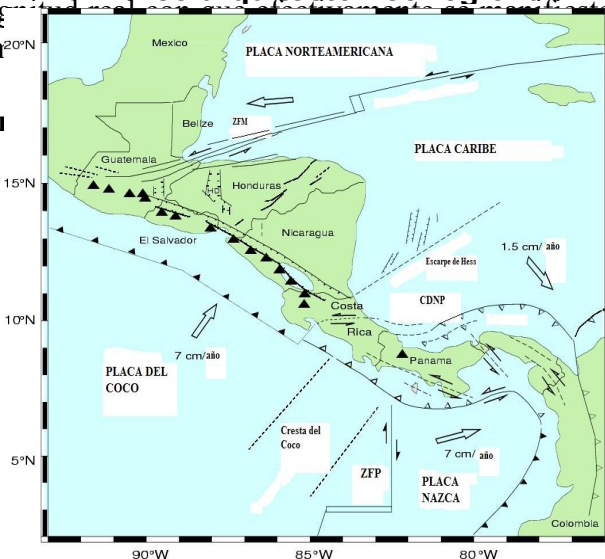 20°N
Mexico
PLACA NORTEAMERICANA
Belize
ZFM
PLACA CARIBE
Guatemala
15°N
HD
Honduras
El Salvador
Nicaragua
1.5 cm/ año
Escarpe de Hess
CDNP
Costa
Rica
10°N
7 cm/ año
Panama
PLACA DEL
COCO
Cresta del
Coco
7 cm/ año
5°N
ZFP
PLACA
NAZCA
Colombia
90°W
85°W
80°W